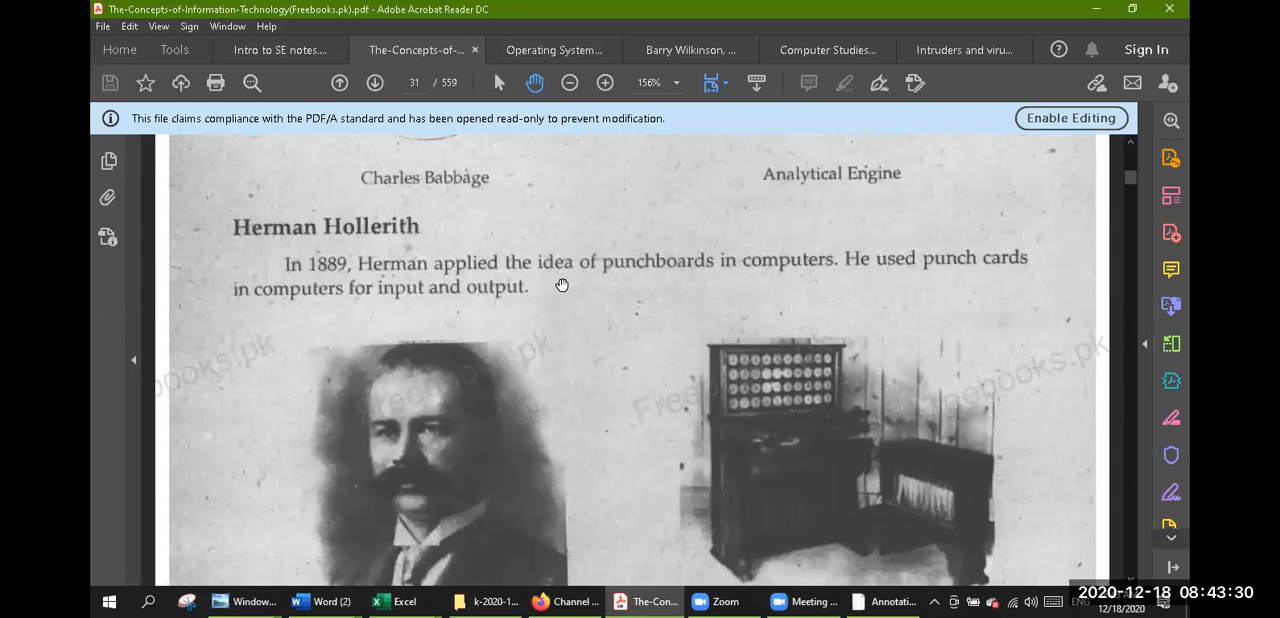 The-Concepts-of-Information-Technology(Freebooks.pk).pdf - Adobe Acrobat Reader DC
File Edit View Sign Window Help
Home Tools Intro to SE notes.... The-Concepts-of-... × Operating System... Barry Wilkinson, ... Computer Studies... Intruders and viru... Sign In
31 / 559 156%
This file claims compliance with the PDF/A standard and has been opened read-only to prevent modification. Enable Editing
Charles Babbage Analytical Engine
Herman Hollerith
In 1889, Herman applied the idea of punchboards in computers. He used punch cards
in computers for input and output.
Freebooks.pk
Window... Word (2) Excel k-2020-1... Channel ... The-Con... Zoom Meeting ... Annotati... ENG
2020-12-18 08:43:30
12/18/2020